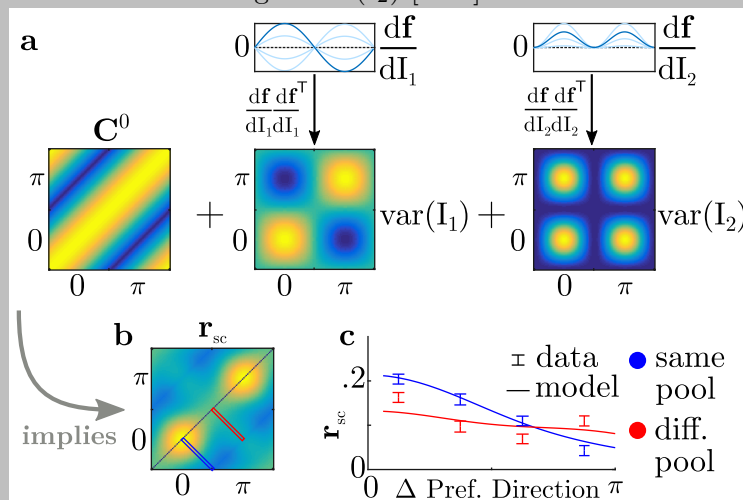 a
0
df
dI₁
0
df
dI₂
df df ᵀ
dI₁ dI₁
df df ᵀ
dI₂ dI₂
C⁰
π
0
0 π
+
π
0
0 π
var(I₁)
+
π
0
0 π
var(I₂)
implies
b
r_sc
π
0
0 π
c
r_sc
.2
0
0 Δ Pref. Direction π
data
model
same
pool
diff.
pool